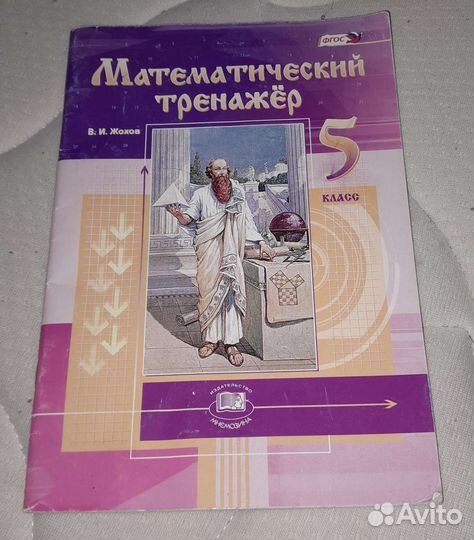 ФГОС
Математический
тренажёр
В. И. Жохов
5
класс
ИЗДАТЕЛЬСТВО
МНЕМОЗИНА
Avito